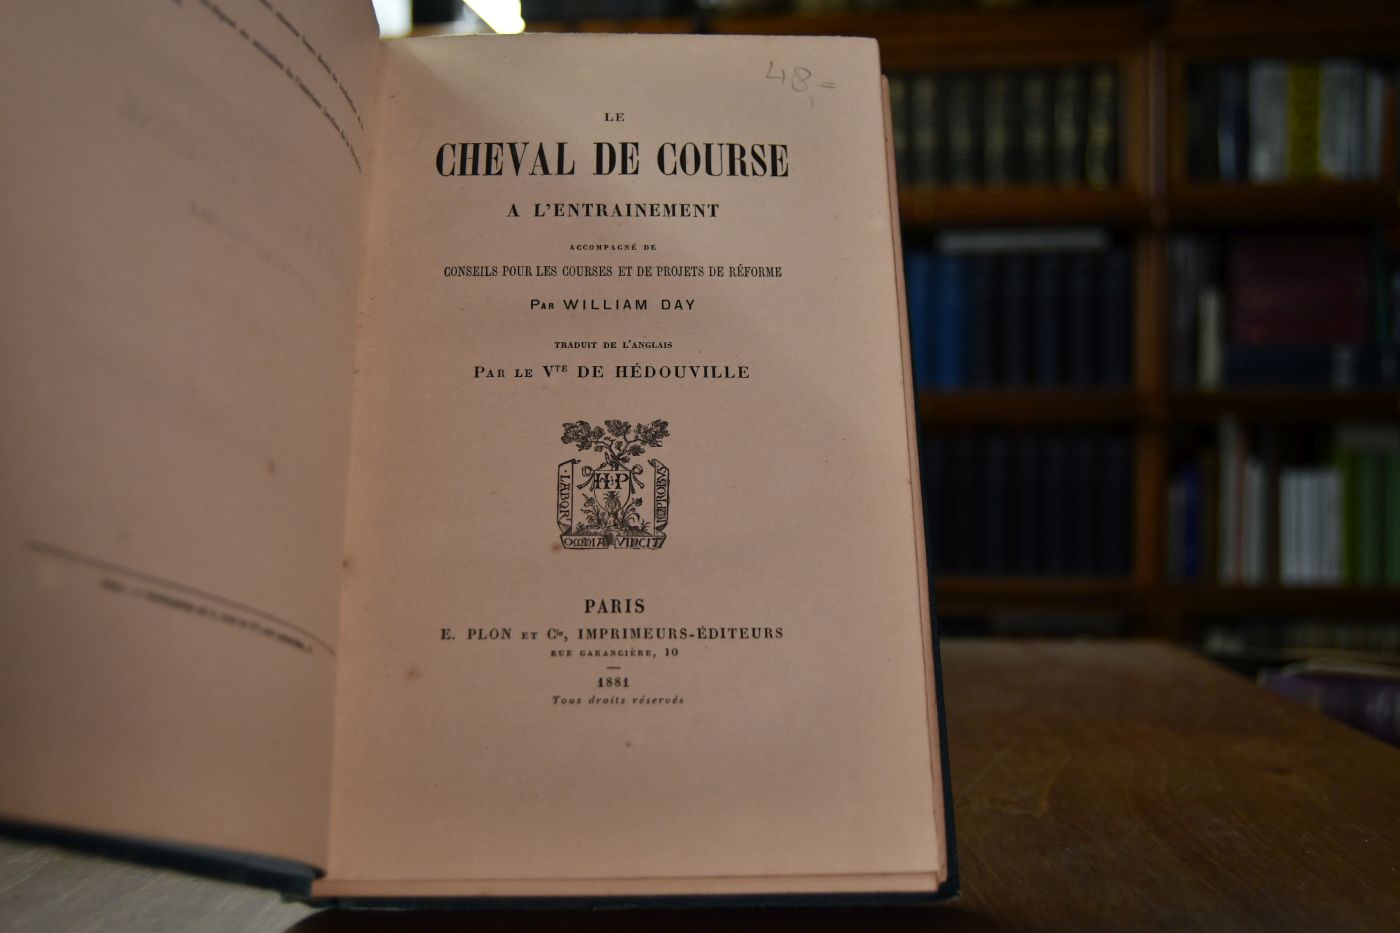 48,=
LE
CHEVAL DE COURSE
A L'ENTRAINEMENT
ACCOMPAGNÉ DE
CONSEILS POUR LES COURSES ET DE PROJETS DE RÉFORME
PAR WILLIAM DAY
TRADUIT DE L'ANGLAIS
PAR LE VTE DE HÉDOUVILLE
HP
LABOR
IMPROBVS
OMNIA VINCIT
PARIS
E. PLON ET Cie, IMPRIMEURS-ÉDITEURS
RUE GARANCIÈRE, 10
1881
Tous droits réservés